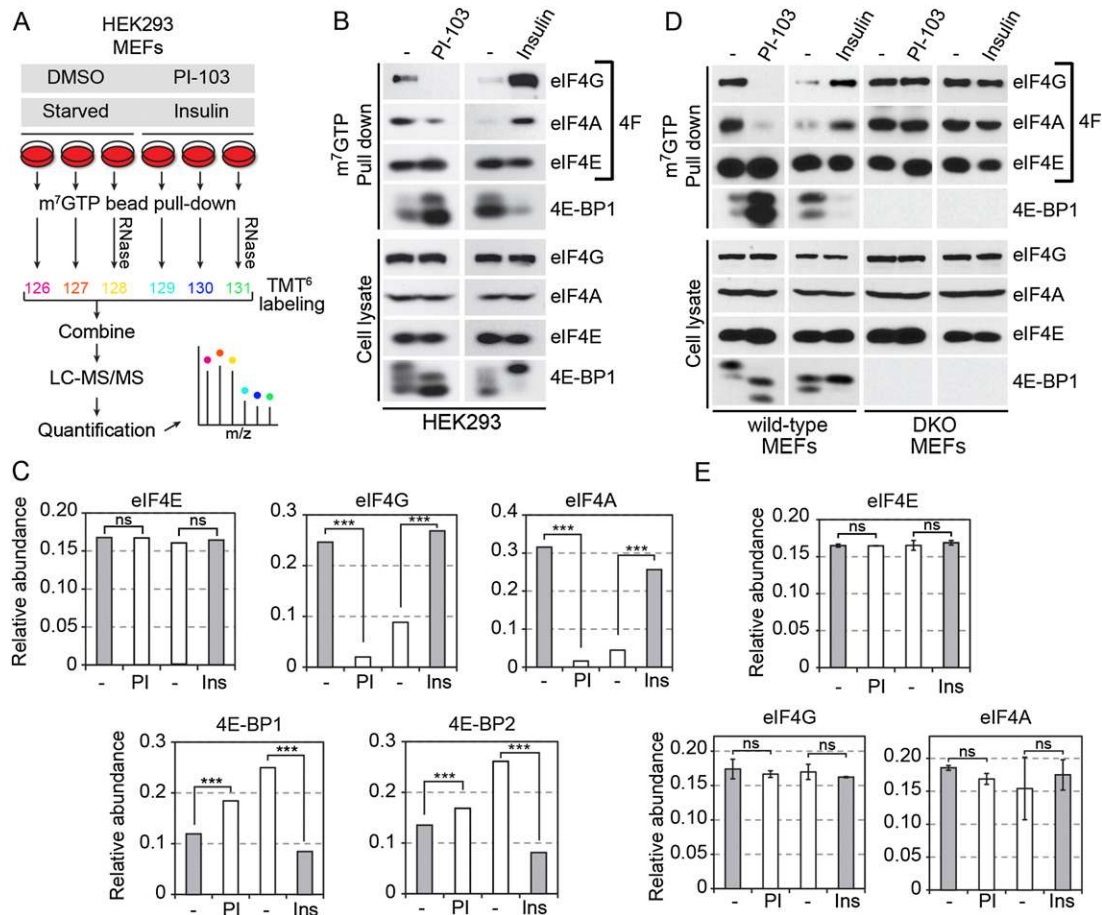 A
HEK293
MEFs
DMSO PI-103
Starved Insulin
m⁷GTP bead pull-down
RNase RNase
126 127 128 129 130 131 TMT⁶
labeling
Combine
LC-MS/MS
Quantification
m/z
B
- PI-103 - Insulin
m⁷GTP
Pull down
eIF4G
eIF4A 4F
eIF4E
4E-BP1
Cell lysate
eIF4G
eIF4A
eIF4E
4E-BP1
HEK293
D
- PI-103 - Insulin - PI-103 - Insulin
m⁷GTP
Pull down
eIF4G
eIF4A 4F
eIF4E
4E-BP1
Cell lysate
eIF4G
eIF4A
eIF4E
4E-BP1
wild-type DKO
MEFs MEFs
C
eIF4E
Relative abundance
0.20
0.15
0.10
0.05
0
ns ns
- PI - Ins
eIF4G
0.3
0.2
0.1
0
*** ***
- PI - Ins
eIF4A
0.4
0.3
0.2
0.1
0
*** ***
- PI - Ins
4E-BP1
Relative abundance
0.3
0.2
0.1
0
*** ***
- PI - Ins
4E-BP2
0.3
0.2
0.1
0
*** ***
- PI - Ins
E
eIF4E
Relative abundance
0.20
0.15
0.10
0.05
0
ns ns
- PI - Ins
eIF4G
Relative abundance
0.20
0.15
0.10
0.05
0
ns ns
- PI - Ins
eIF4A
0.20
0.15
0.10
0.05
0
ns ns
- PI - Ins